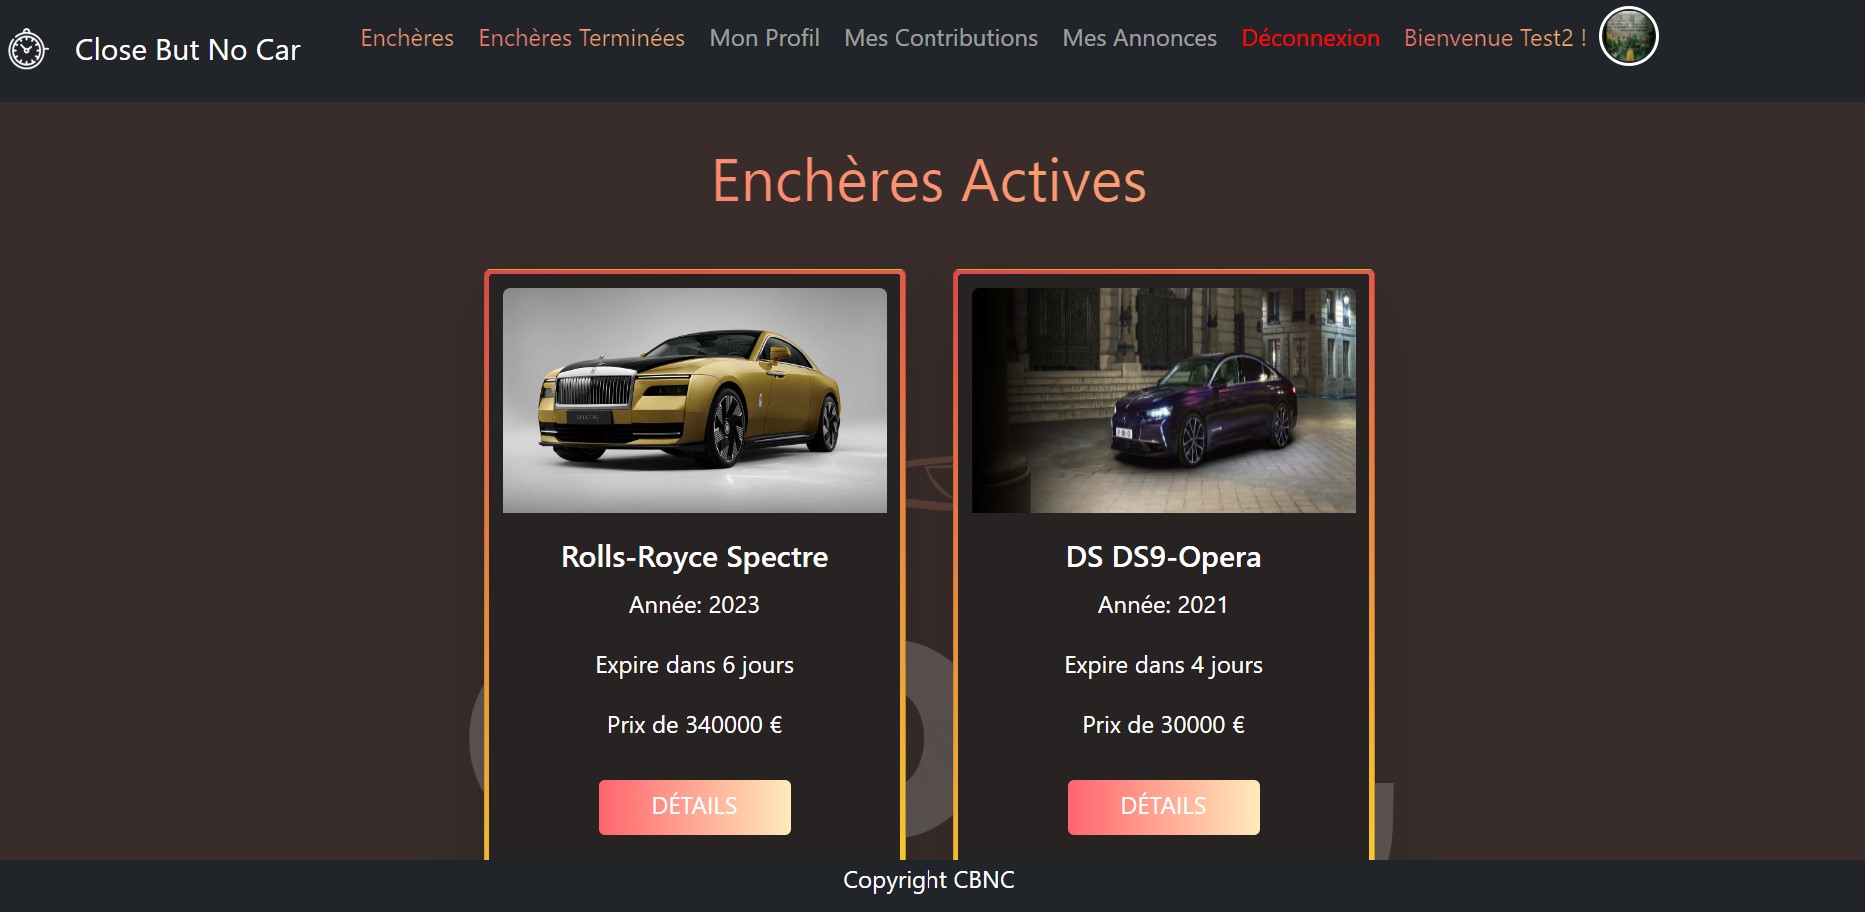 Close But No Car
Enchères
Enchères Terminées
Mon Profil
Mes Contributions
Mes Annonces
Déconnexion
Bienvenue Test2 !
Enchères Actives
SPECTRE
Rolls-Royce Spectre
Année: 2023
Expire dans 6 jours
Prix de 340000 €
DÉTAILS
DS DS9-Opera
Année: 2021
Expire dans 4 jours
Prix de 30000 €
DÉTAILS
Copyright CBNC